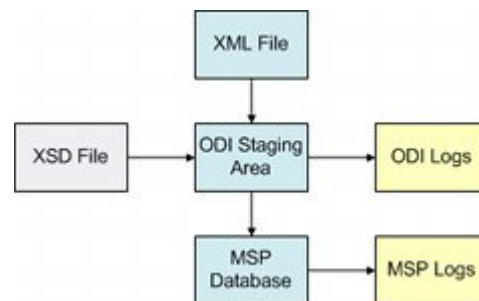 XML File
XSD File
ODI Staging
Area
ODI Logs
MSP
Database
MSP Logs